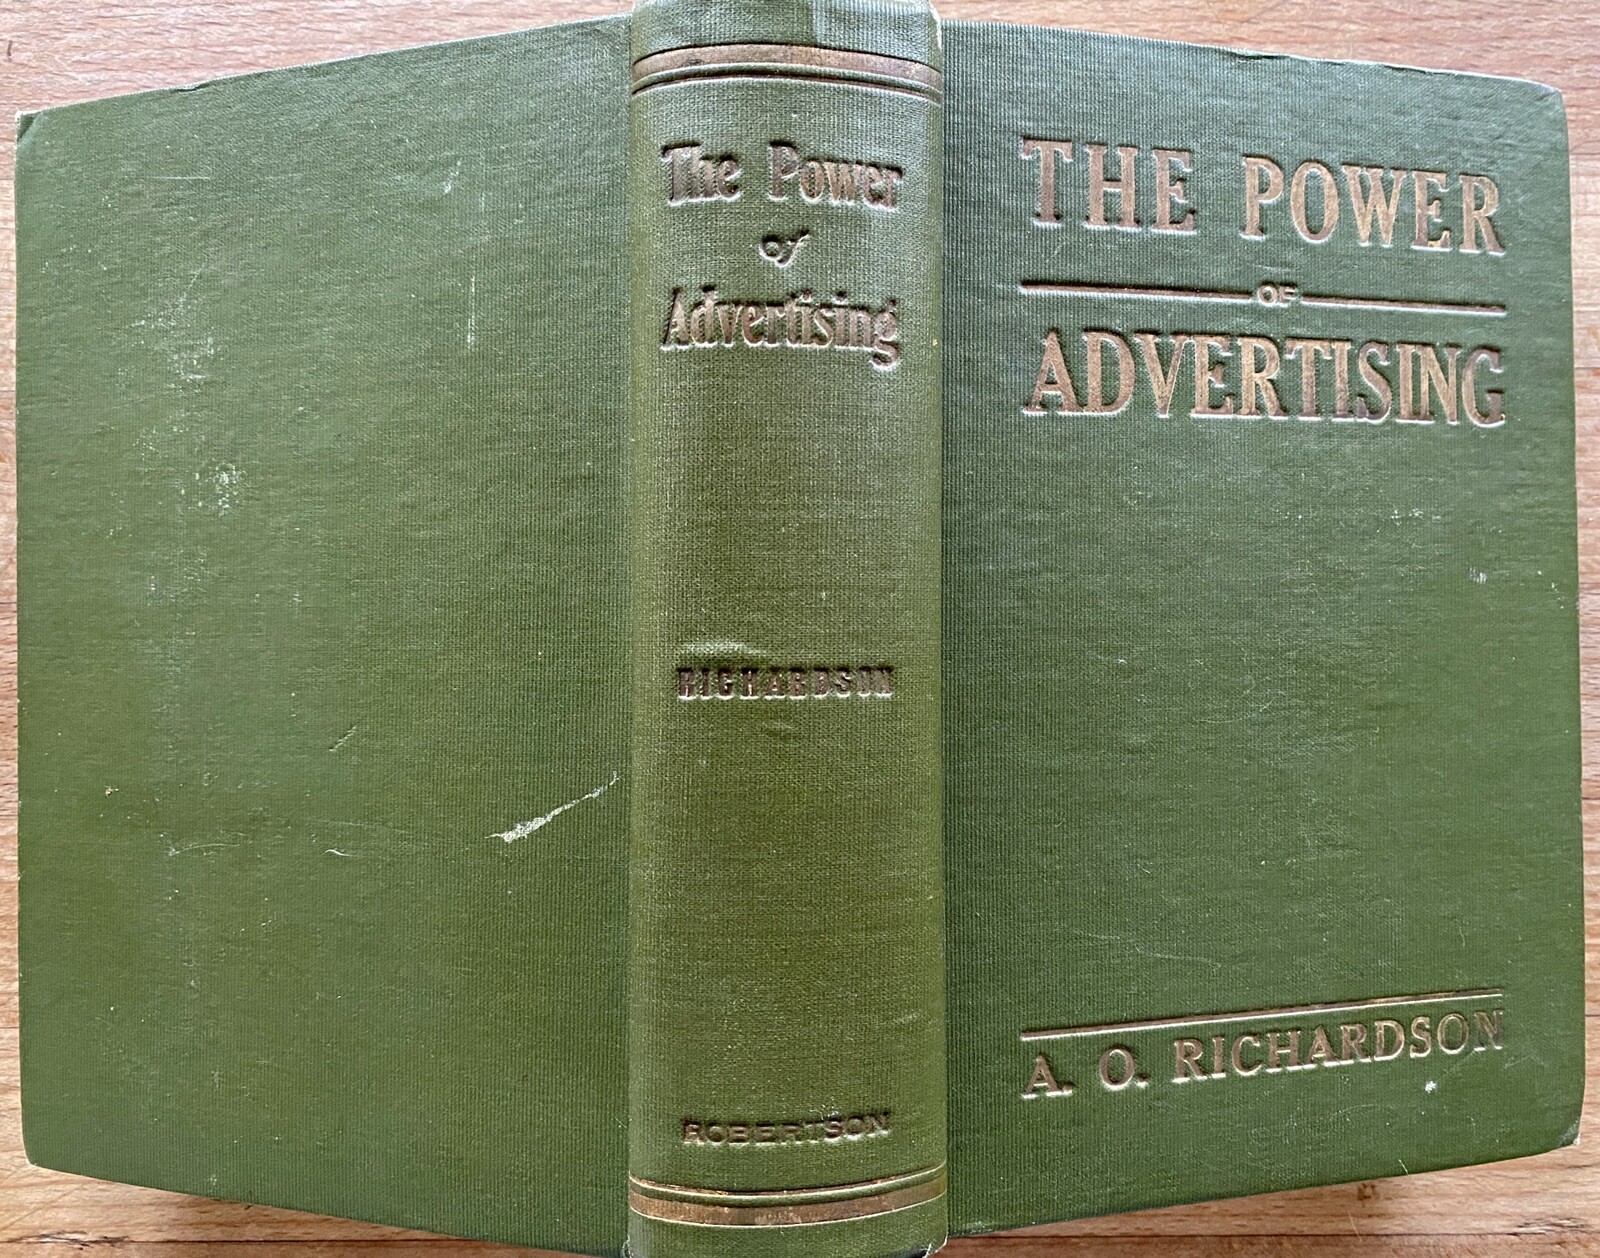 The Power
of
Advertising
RICHARDSON
ROBERTSON
THE POWER
OF
ADVERTISING
A. O. RICHARDSON